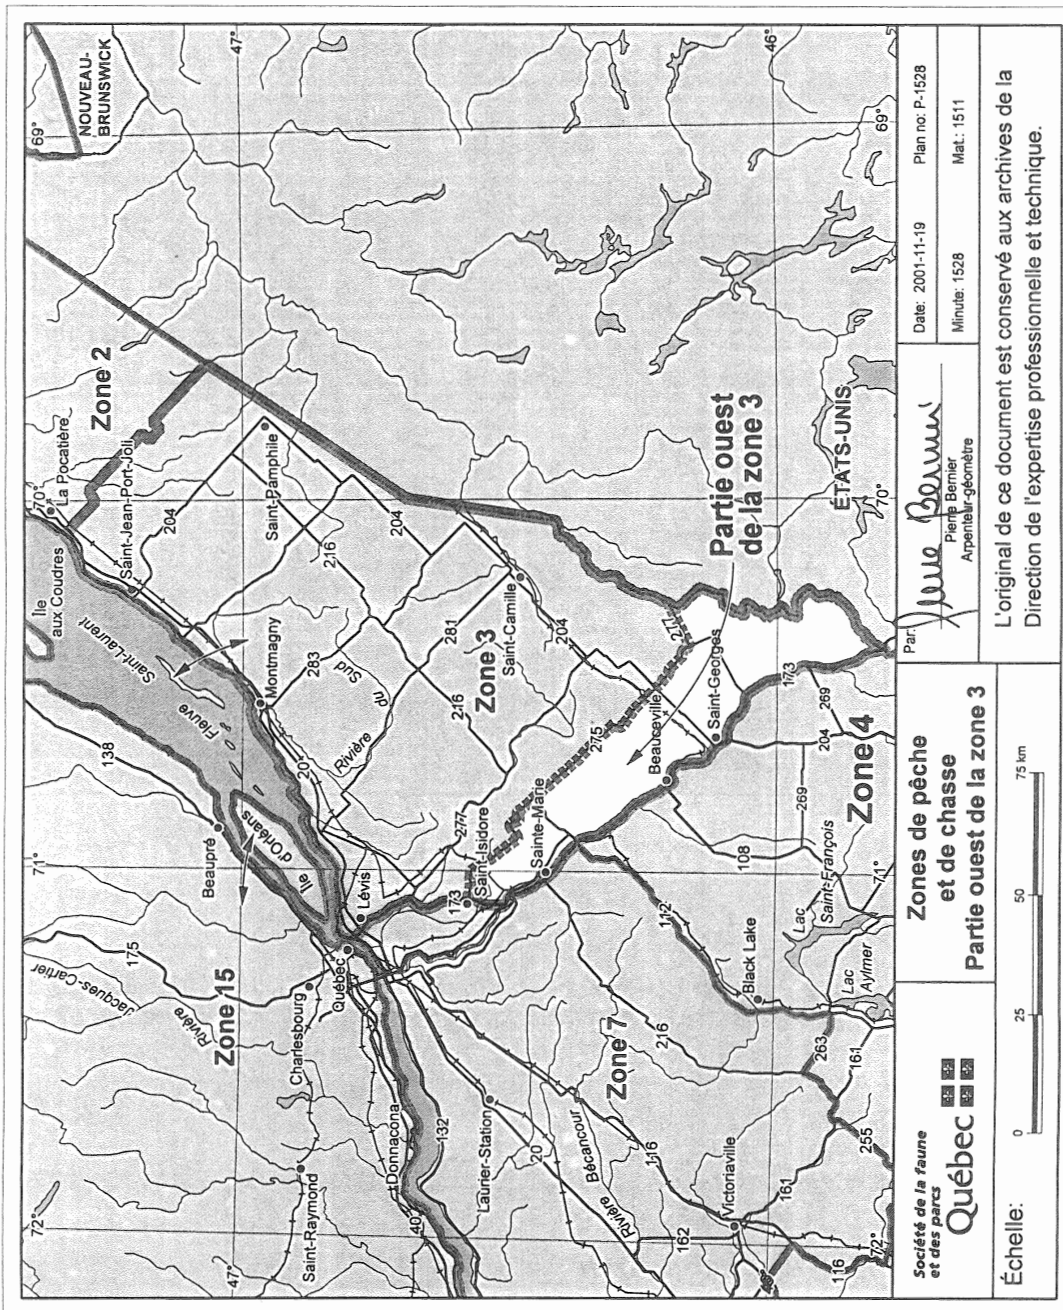 NOUVEAU-
BRUNSWICK
69°
47°
46°
69°
Zone 2
La Pocatière
70°
Saint-Jean-Port-Joli
204
Saint-Pamphile
216
204
Île
aux Coudres
Saint-Laurent
Fleuve
Montmagny
283
Sud
du
Rivière
281
Saint-Camille
204
Zone 3
216
277
275
Partie ouest
de la zone 3
ÉTATS-UNIS
70°
138
20
Beaupré
Île
d'Orléans
71°
Lévis
277
Saint-Isidore
173
Sainte-Marie
Beauceville
Saint-Georges
173
269
204
Zone 4
269
108
Lac
Saint-François
71°
112
Black Lake
Lac
Aylmer
175
Jacques-Cartier
Rivière
Zone 15
Charlesbourg
Québec
Zone 7
216
263
161
Saint-Raymond
Donnacona
132
40
Laurier-Station
20
Bécancour
Rivière
116
Victoriaville
161
162
255
116
72°
47°
46°
72°
Société de la faune
et des parcs
Québec
Échelle:
0
25
50
75 km
Zones de pêche
et de chasse
Partie ouest de la zone 3
Par:
Pierre Bernier
Pierre Bernier
Arpenteur-géomètre
Date: 2001-11-19
Plan no: P-1528
Minute: 1528
Mat.: 1511
L'original de ce document est conservé aux archives de la
Direction de l'expertise professionnelle et technique.